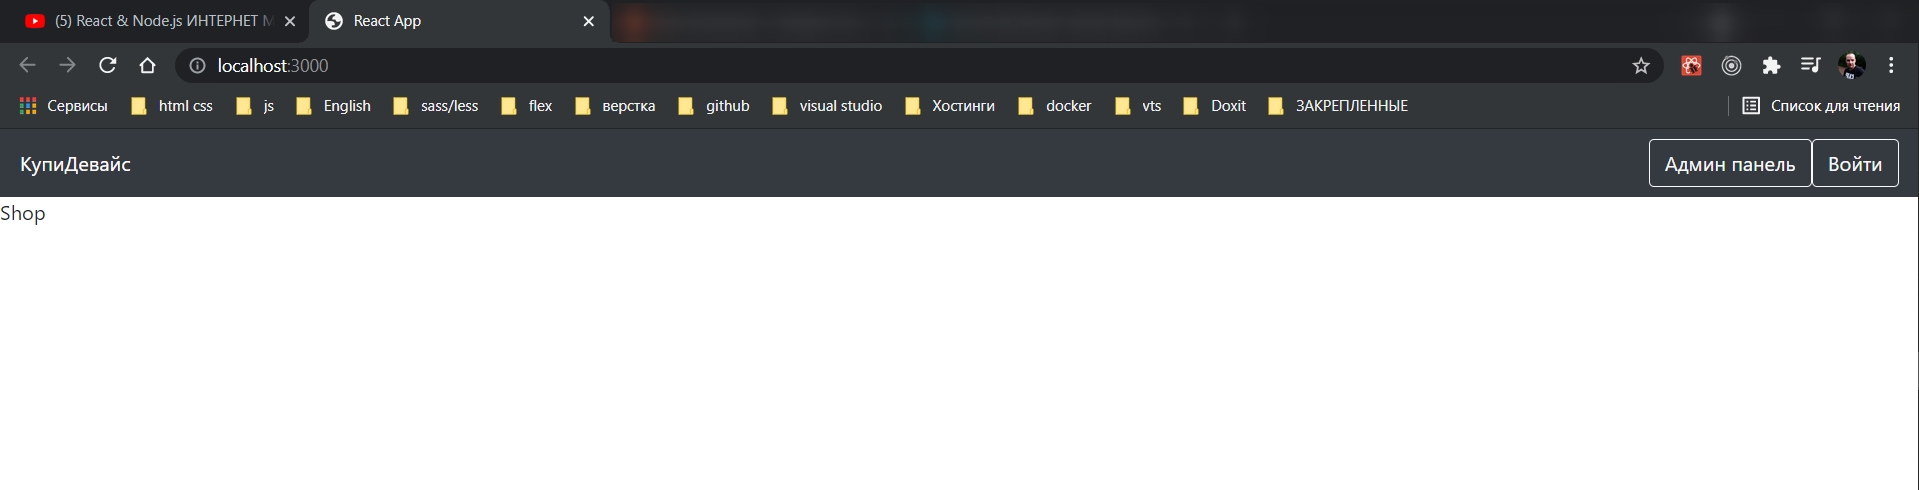 (5) React & Node.js ИНТЕРНЕТ М
React App
localhost:3000
Сервисы html css js English sass/less flex верстка github visual studio Хостинги docker vts Doxit ЗАКРЕПЛЕННЫЕ Список для чтения
КупиДевайс Админ панель Войти
Shop